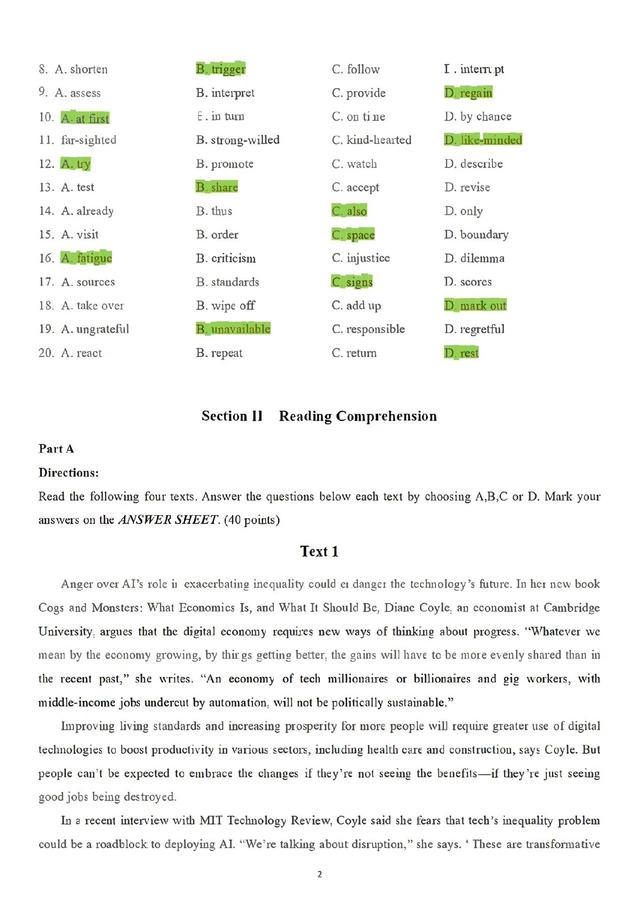 8. A. shorten B. trigger C. follow I . interrupt
9. A. assess B. interpret C. provide D. regain
10. A. at first B. in turn C. on time D. by chance
11. far-sighted B. strong-willed C. kind-hearted D. like-minded
12. A. try B. promote C. watch D. describe
13. A. test B. share C. accept D. revise
14. A. already B. thus C. also D. only
15. A. visit B. order C. space D. boundary
16. A. fatigue B. criticism C. injustice D. dilemma
17. A. sources B. standards C. signs D. scores
18. A. take over B. wipe off C. add up D. mark out
19. A. ungrateful B. unavailable C. responsible D. regretful
20. A. react B. repeat C. return D. rest
Section II Reading Comprehension
Part A
Directions:
Read the following four texts. Answer the questions below each text by choosing A,B,C or D. Mark your
answers on the ANSWER SHEET. (40 points)
Text 1
Anger over AI's role in exacerbating inequality could endanger the technology's future. In her new book
Cogs and Monsters: What Economics Is, and What It Should Be, Diane Coyle, an economist at Cambridge
University, argues that the digital economy requires new ways of thinking about progress. "Whatever we
mean by the economy growing, by things getting better, the gains will have to be more evenly shared than in
the recent past," she writes. "An economy of tech millionaires or billionaires and gig workers, with
middle-income jobs undercut by automation, will not be politically sustainable."
Improving living standards and increasing prosperity for more people will require greater use of digital
technologies to boost productivity in various sectors, including health care and construction, says Coyle. But
people can't be expected to embrace the changes if they're not seeing the benefits—if they're just seeing
good jobs being destroyed.
In a recent interview with MIT Technology Review, Coyle said she fears that tech's inequality problem
could be a roadblock to deploying AI. "We're talking about disruption," she says. ' These are transformative
2